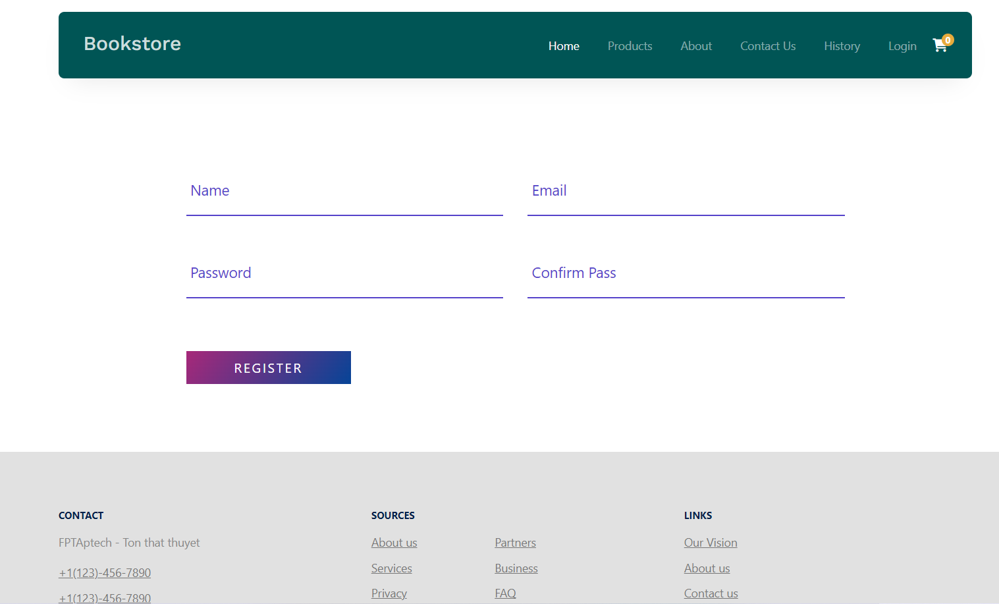 Bookstore
Home Products About Contact Us History Login 0
Name Email
Password Confirm Pass
REGISTER
CONTACT SOURCES LINKS
FPTAptech - Ton that thuyet About us Partners Our Vision
+1(123)-456-7890 Services Business About us
+1(123)-456-7890 Privacy FAQ Contact us